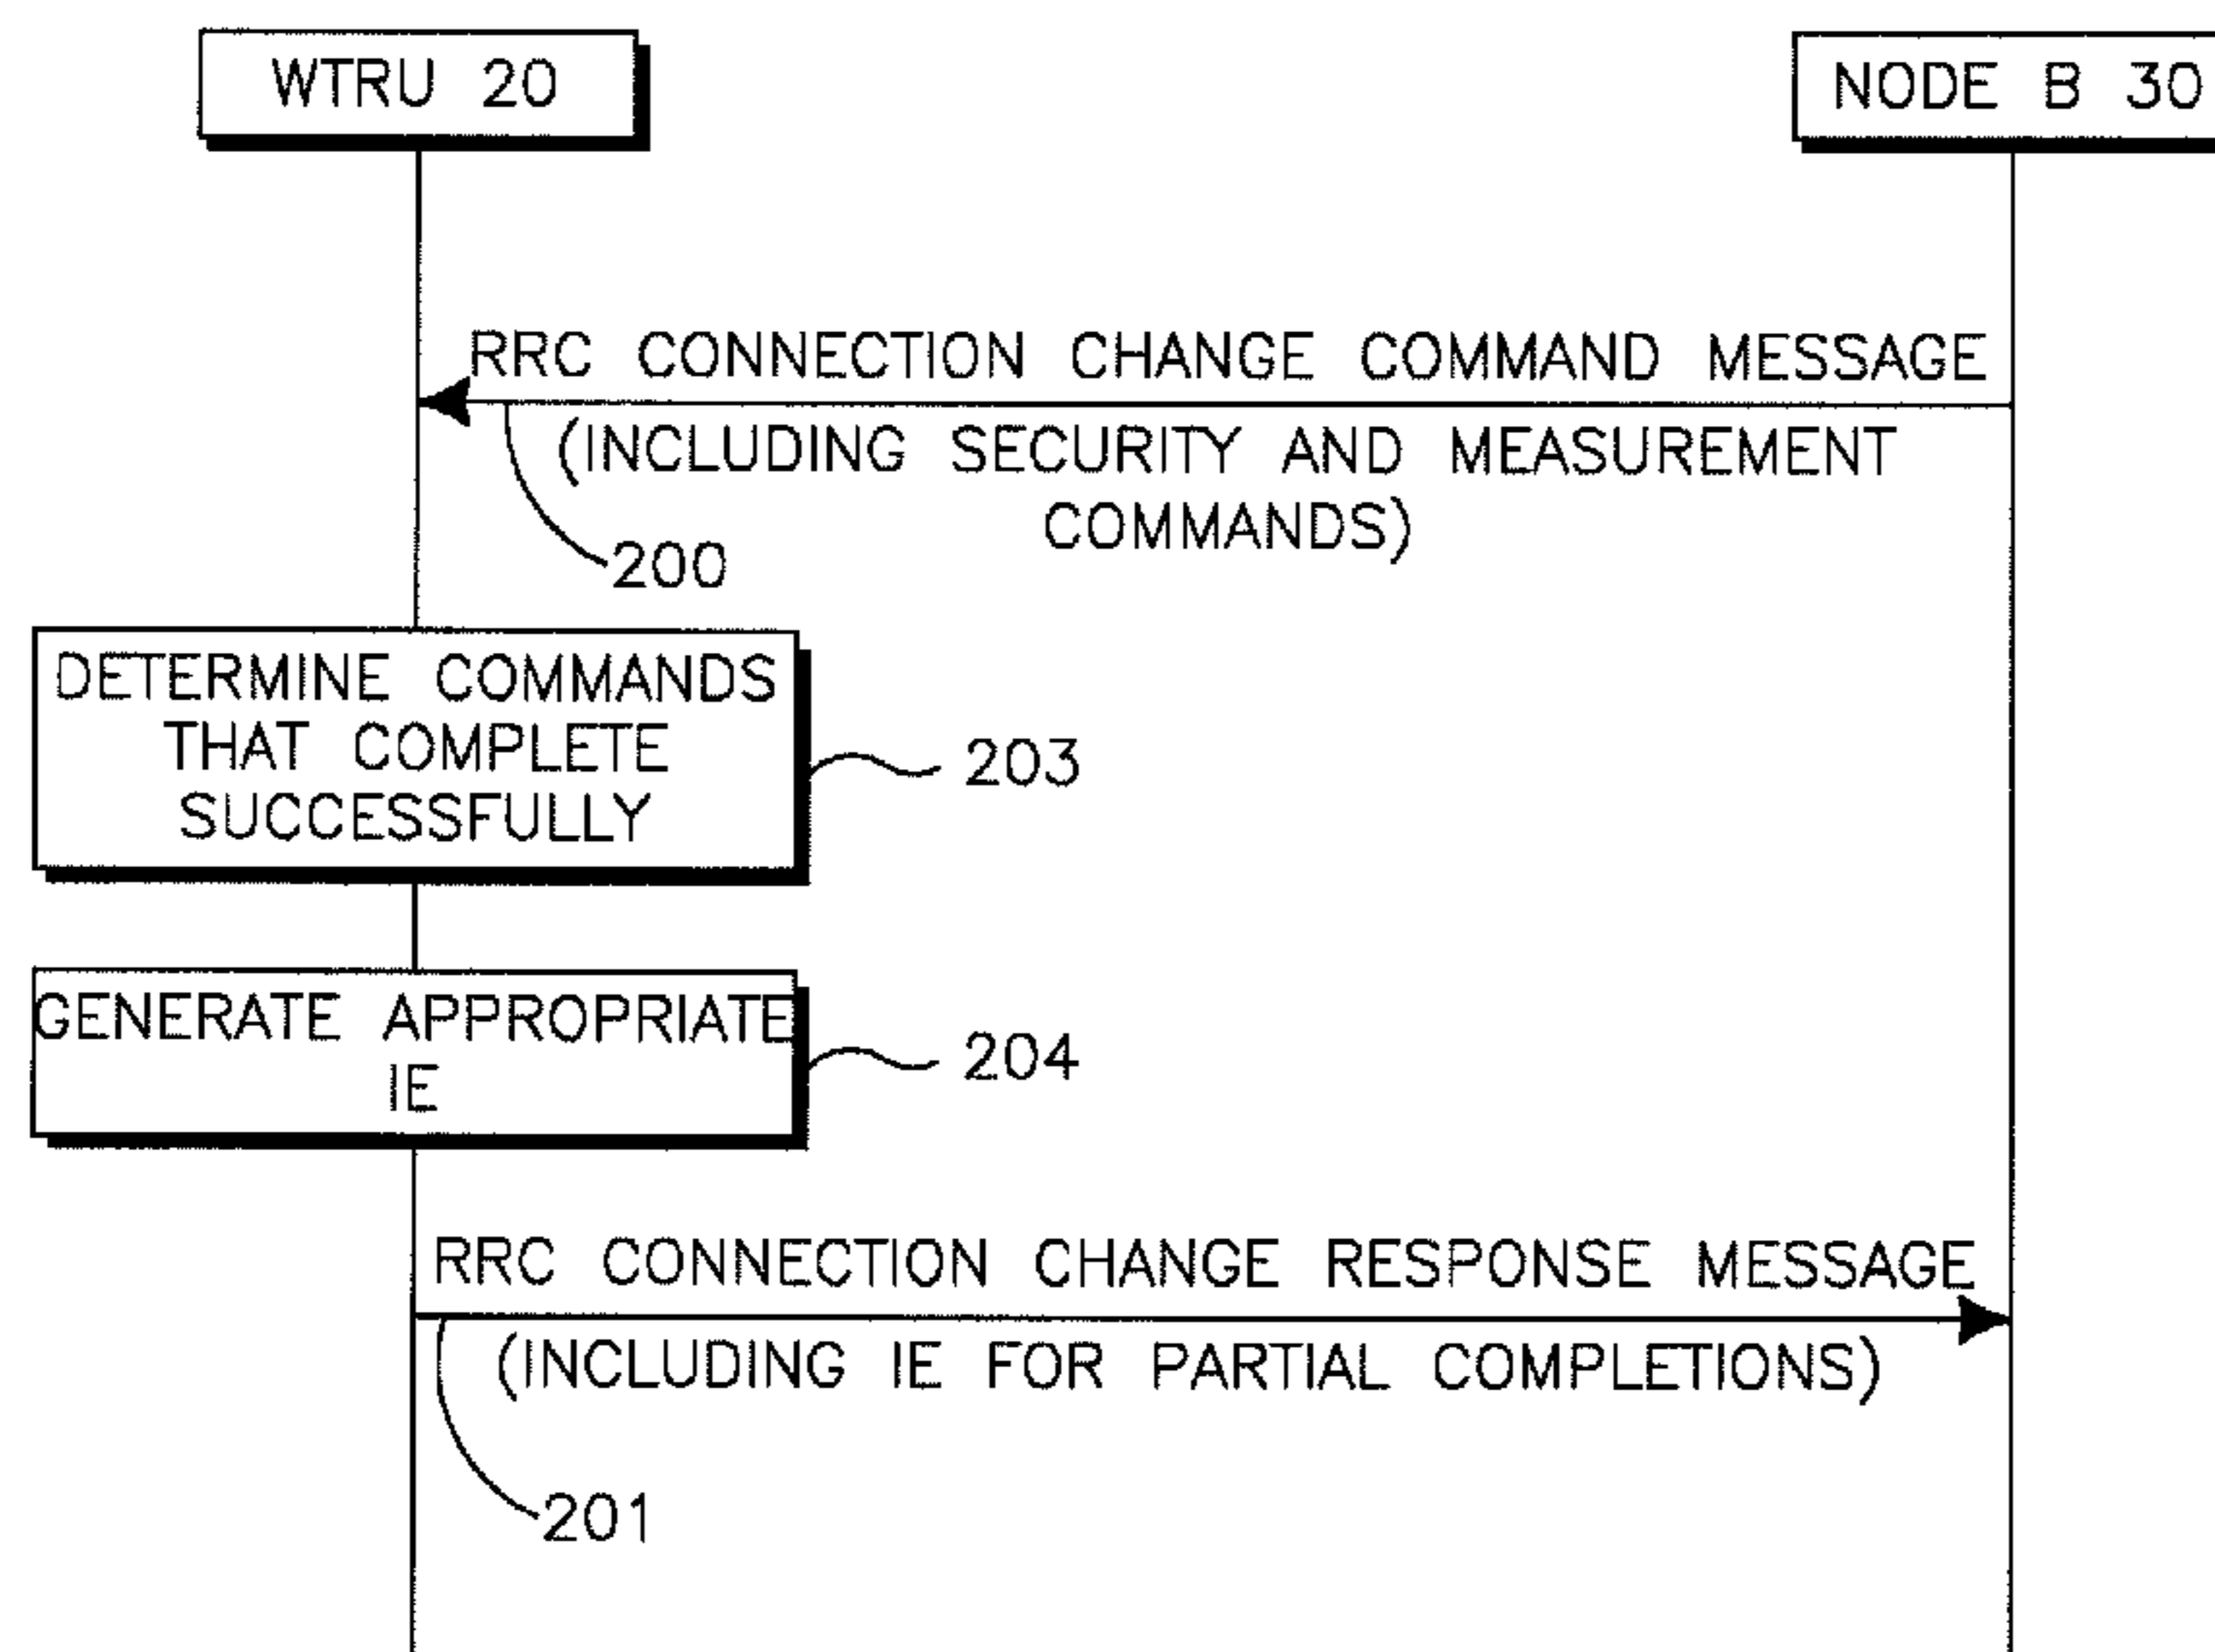 WTRU 20
NODE B 30
RRC CONNECTION CHANGE COMMAND MESSAGE
(INCLUDING SECURITY AND MEASUREMENT
COMMANDS)
200
DETERMINE COMMANDS
THAT COMPLETE
SUCCESSFULLY
203
GENERATE APPROPRIATE
IE
204
RRC CONNECTION CHANGE RESPONSE MESSAGE
(INCLUDING IE FOR PARTIAL COMPLETIONS)
201